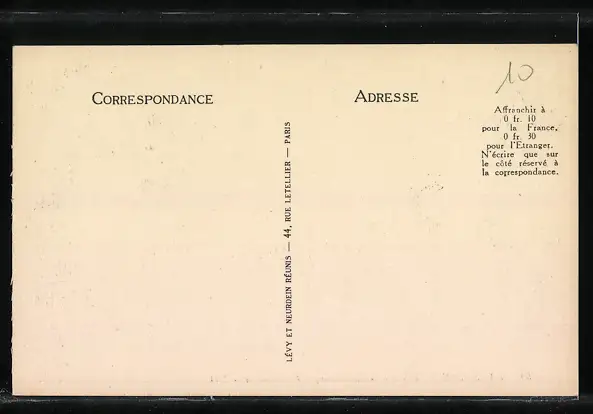 10
CORRESPONDANCE
ADRESSE
Affranchir à
0 fr. 10
pour la France,
0 fr. 30
pour l'Etranger.
N'écrire que sur
le côté réservé à
la correspondance.
LÉVY ET NEURDEIN RÉUNIS — 44, RUE LETELLIER — PARIS